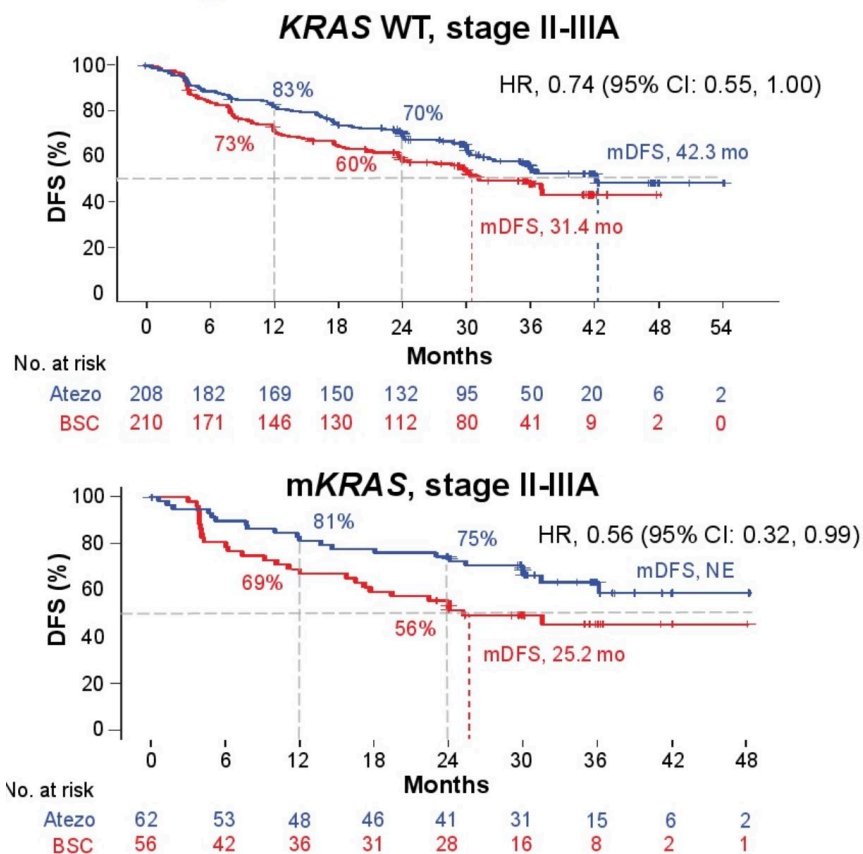 KRAS WT, stage II-IIIA
HR, 0.74 (95% CI: 0.55, 1.00)
DFS (%)
100
80
60
40
20
0
83%
73%
70%
60%
mDFS, 42.3 mo
mDFS, 31.4 mo
0 6 12 18 24 30 36 42 48 54
Months
No. at risk
Atezo 208 182 169 150 132 95 50 20 6 2
BSC 210 171 146 130 112 80 41 9 2 0
mKRAS, stage II-IIIA
HR, 0.56 (95% CI: 0.32, 0.99)
DFS (%)
100
80
60
40
20
0
81%
69%
75%
56%
mDFS, NE
mDFS, 25.2 mo
0 6 12 18 24 30 36 42 48
Months
No. at risk
Atezo 62 53 48 46 41 31 15 6 2
BSC 56 42 36 31 28 16 8 2 1